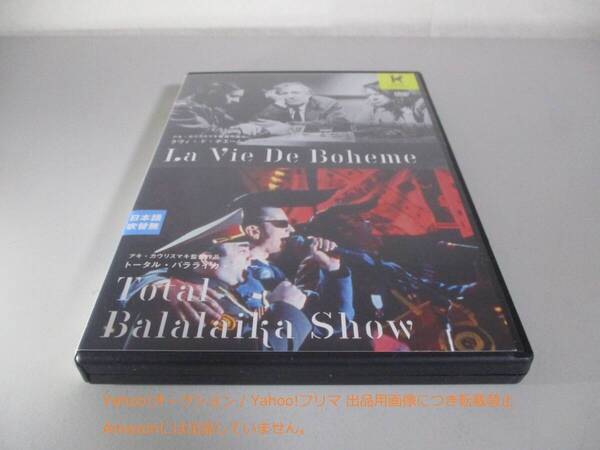 La Vie De Boheme
日本語
吹替無
アキ・カウリスマキ監督作品
トータル・バラライカ
Total
Balalaika Show
Yahoo!オークション / Yahoo!フリマ 出品用画像につき転載禁止
Amazonには出品していません。